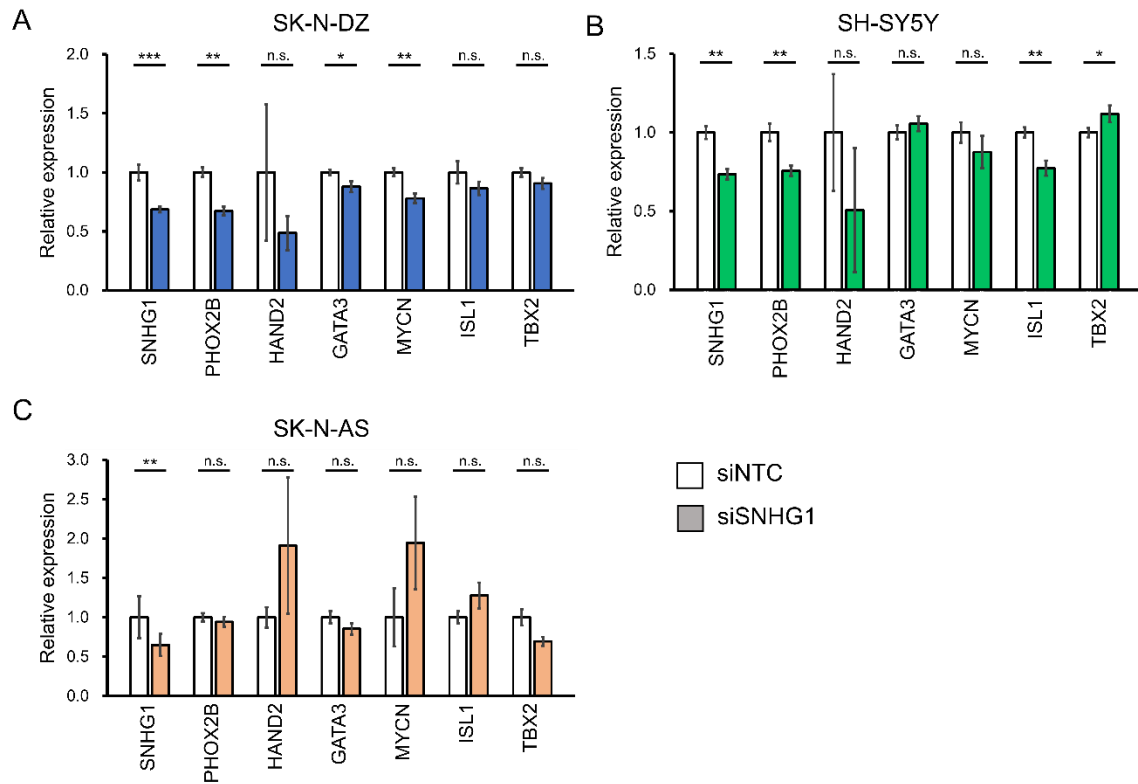 A
SK-N-DZ
*** ** n.s. * ** n.s. n.s.
2.0
1.5
1.0
0.5
0.0
Relative expression
SNHG1 PHOX2B HAND2 GATA3 MYCN ISL1 TBX2
B
SH-SY5Y
** ** n.s. n.s. n.s. ** *
1.5
1.0
0.5
0.0
Relative expression
SNHG1 PHOX2B HAND2 GATA3 MYCN ISL1 TBX2
C
SK-N-AS
** n.s. n.s. n.s. n.s. n.s. n.s.
3.0
2.5
2.0
1.5
1.0
0.5
0.0
Relative expression
SNHG1 PHOX2B HAND2 GATA3 MYCN ISL1 TBX2
siNTC
siSNHG1